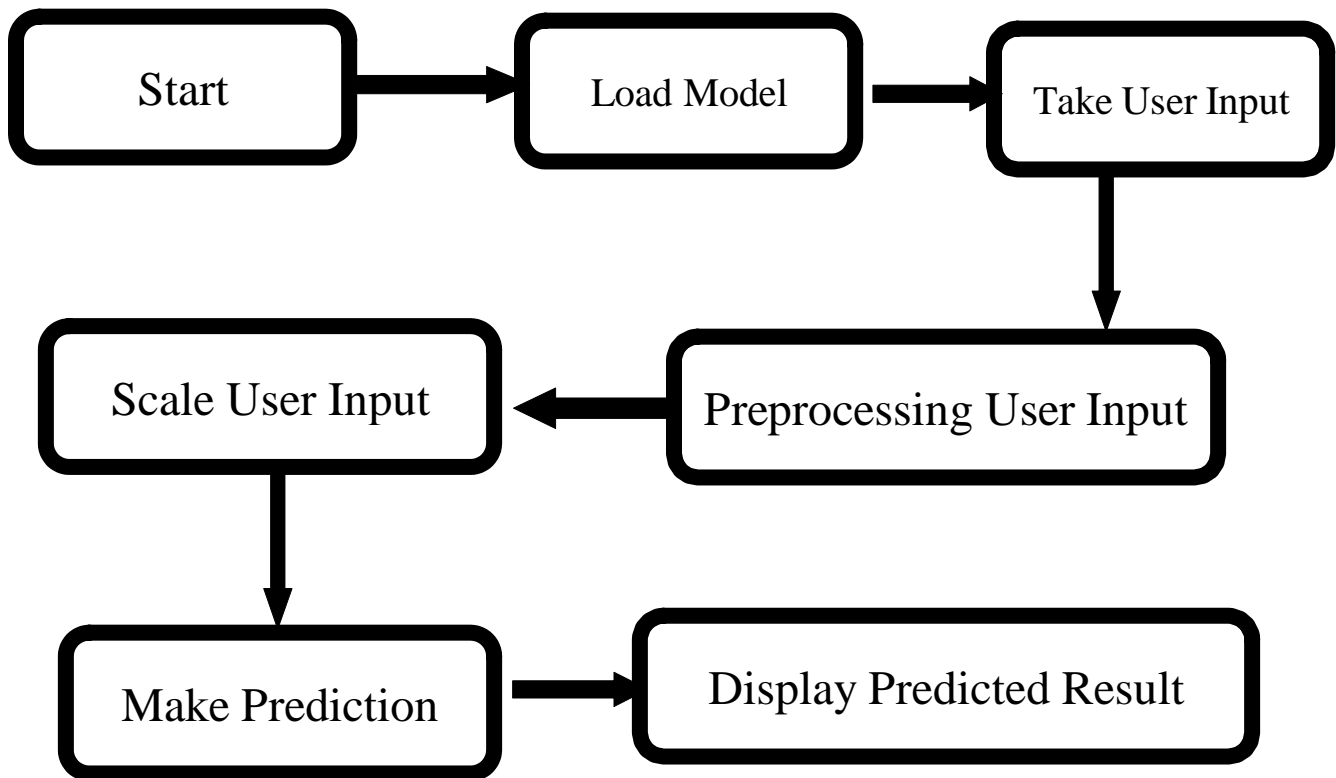 Start
Load Model
Take User Input
Preprocessing User Input
Scale User Input
Make Prediction
Display Predicted Result